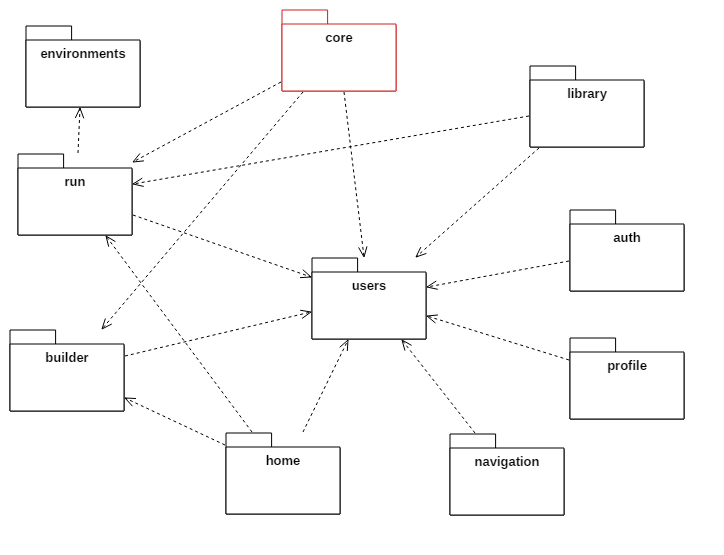 core
environments
library
run
auth
users
builder
profile
home
navigation